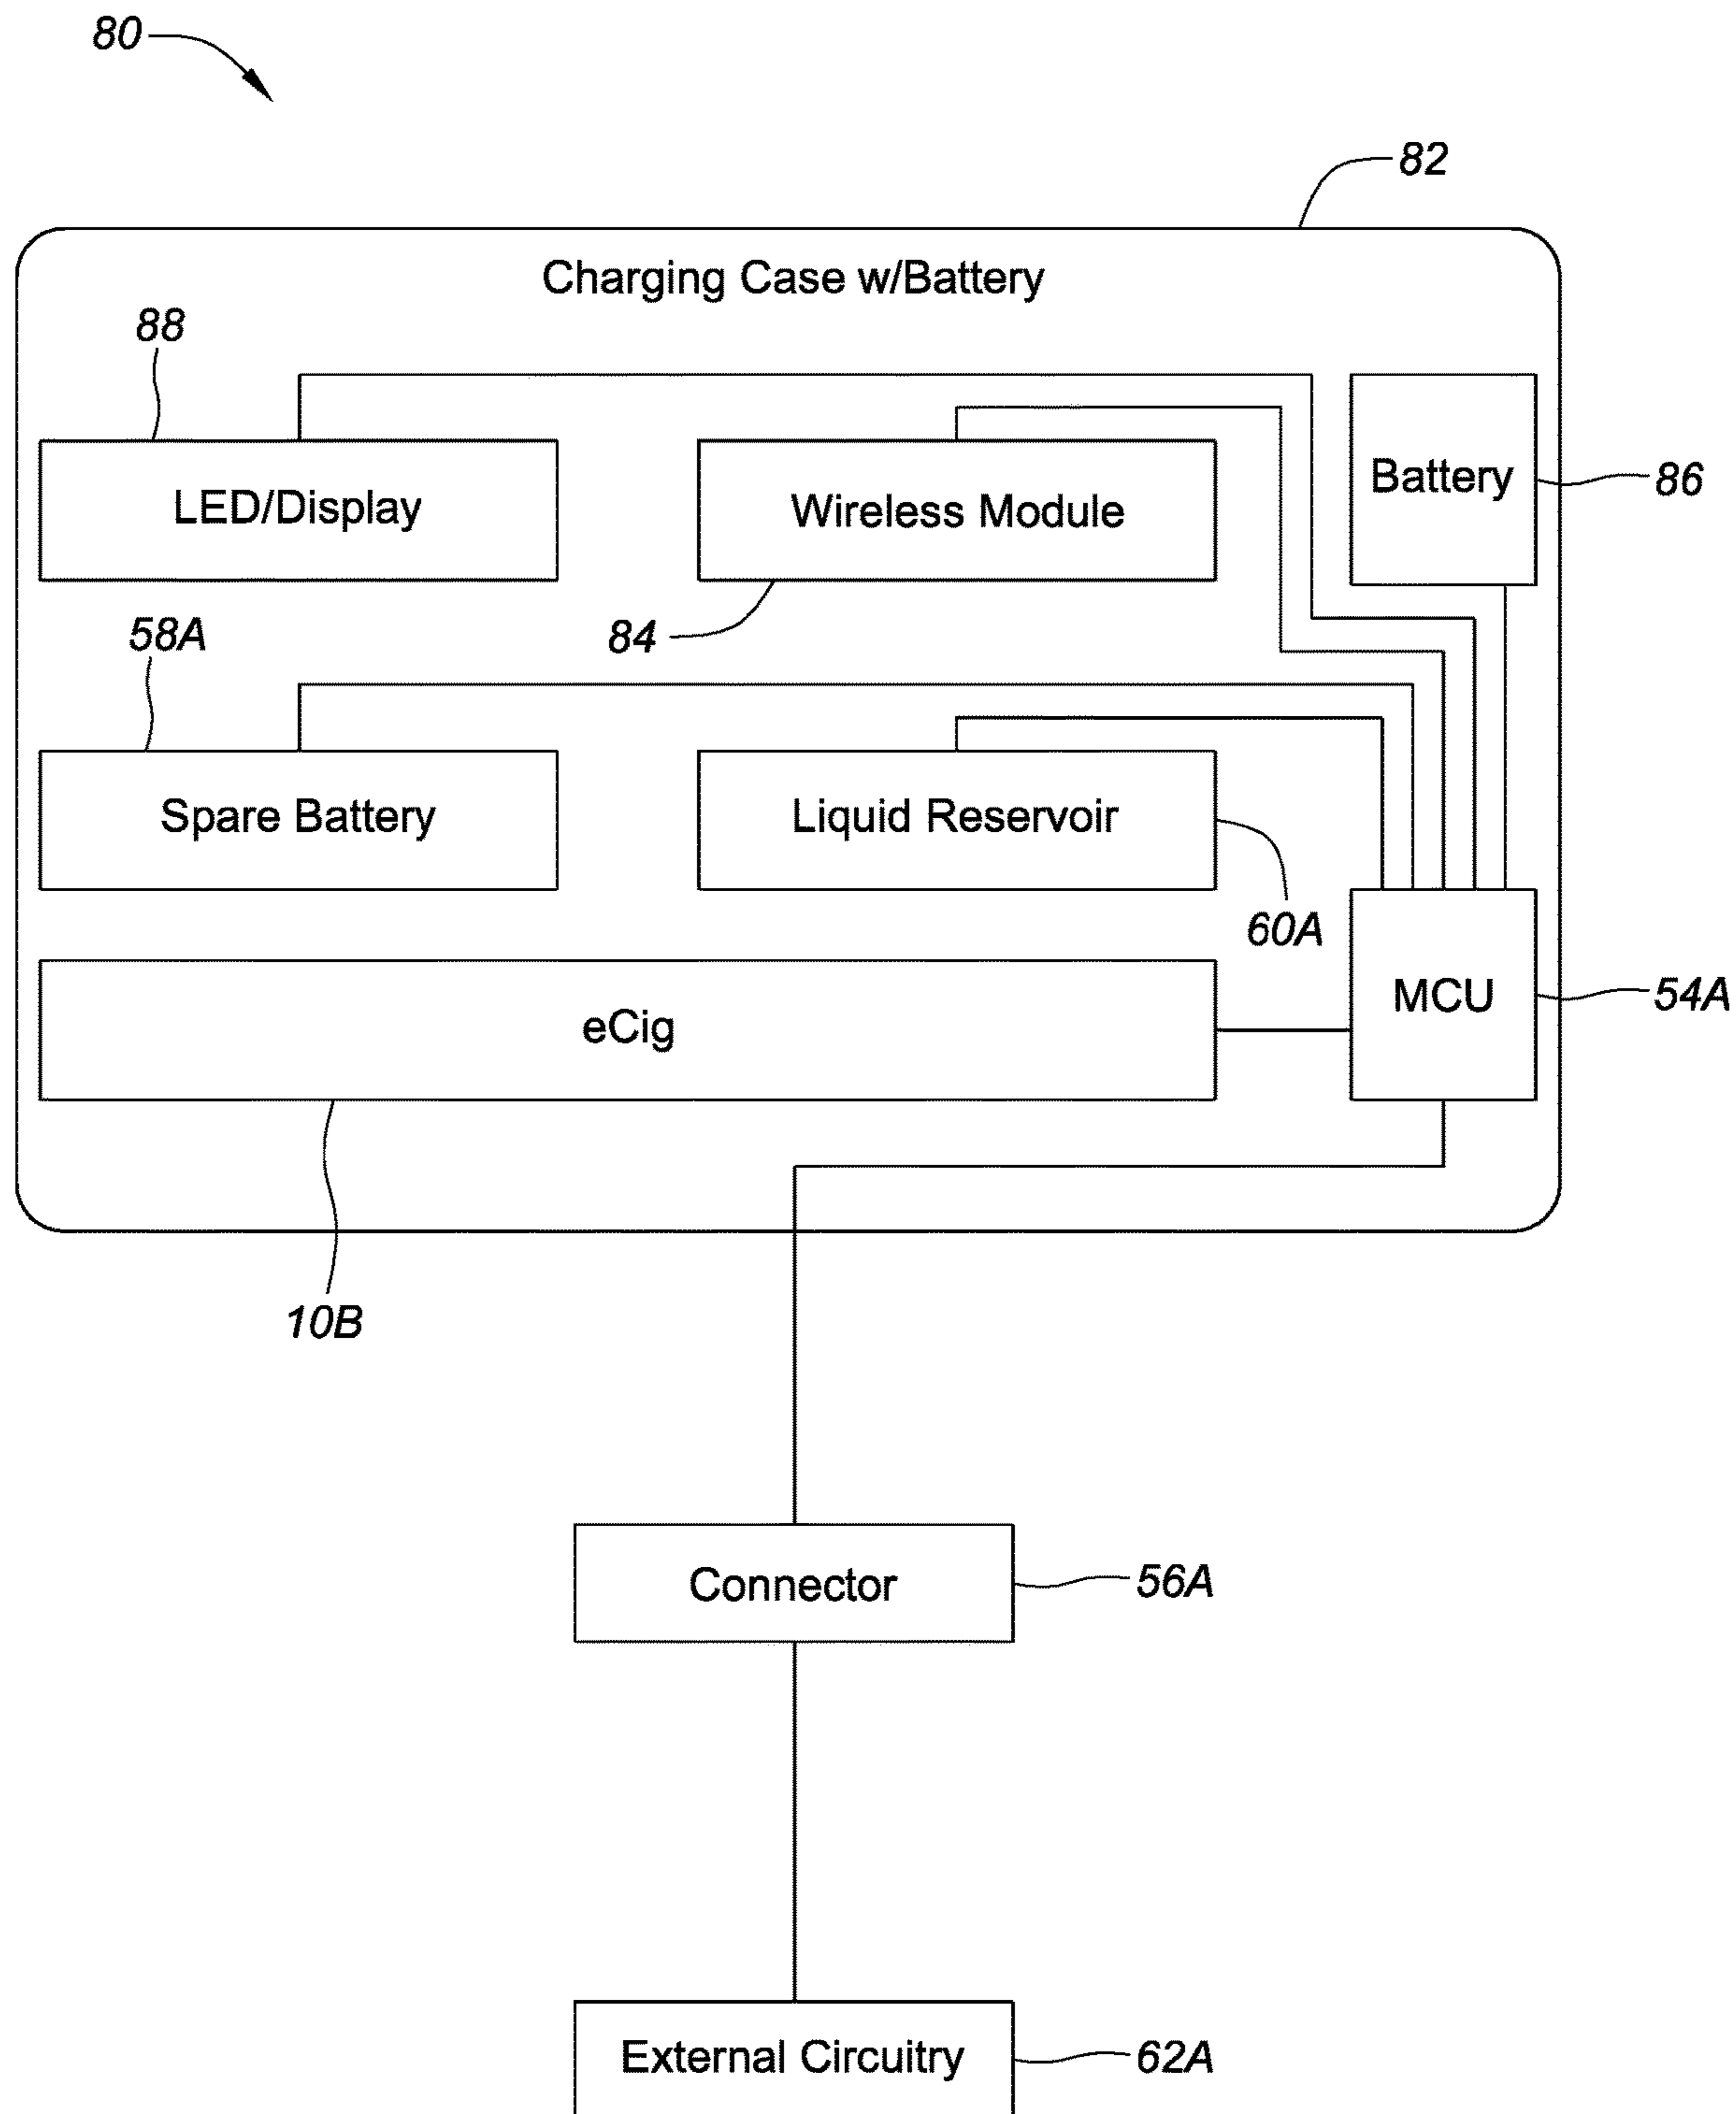 80
82
Charging Case w/Battery
88
LED/Display
Wireless Module
Battery
86
58A
84
Spare Battery
Liquid Reservoir
60A
eCig
MCU
54A
10B
Connector
56A
External Circuitry
62A